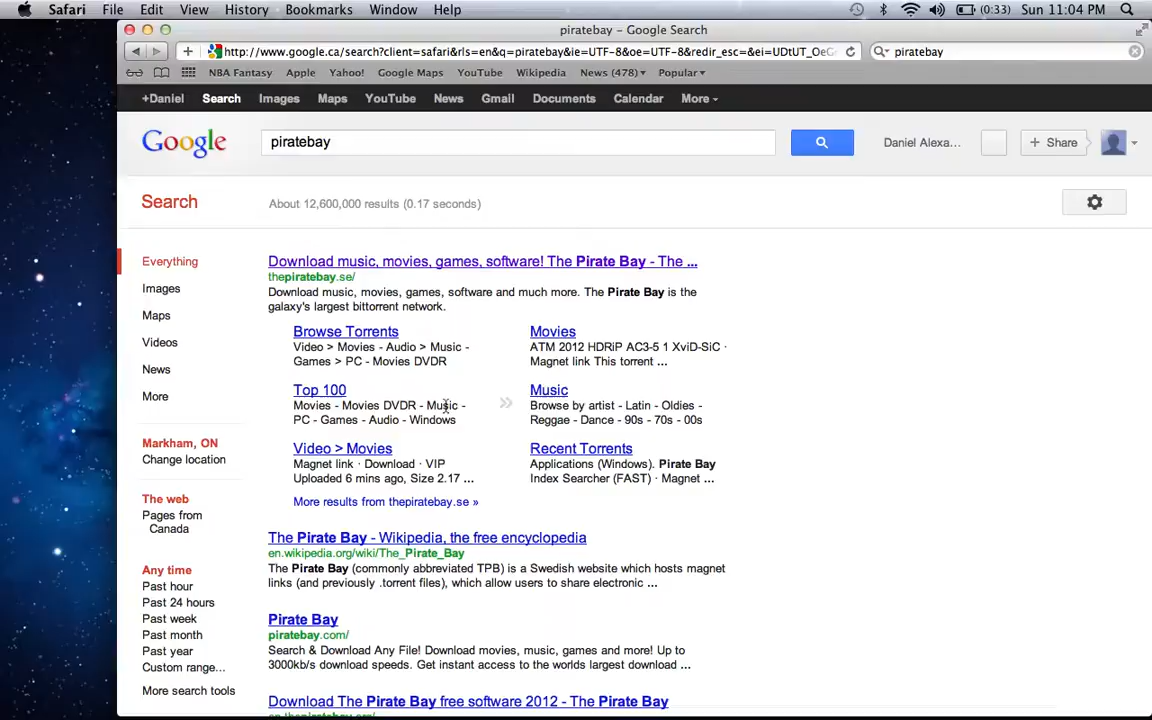 Safari File Edit View History Bookmarks Window Help (0:33) Sun 11:04 PM
piratebay – Google Search
http://www.google.ca/search?client=safari&rls=en&q=piratebay&ie=UTF-8&oe=UTF-8&redir_esc=&ei=UDtUT_OeG piratebay
NBA Fantasy Apple Yahoo! Google Maps YouTube Wikipedia News (478) Popular
+Daniel Search Images Maps YouTube News Gmail Documents Calendar More
Google piratebay Daniel Alexa... + Share
Search About 12,600,000 results (0.17 seconds)
Everything
Images
Maps
Videos
News
More
Markham, ON
Change location
The web
Pages from
Canada
Any time
Past hour
Past 24 hours
Past week
Past month
Past year
Custom range...
More search tools
Download music, movies, games, software! The Pirate Bay - The ...
thepiratebay.se/
Download music, movies, games, software and much more. The Pirate Bay is the
galaxy's largest bittorrent network.
Browse Torrents
Video > Movies - Audio > Music -
Games > PC - Movies DVDR
Movies
ATM 2012 HDRiP AC3-5 1 XviD-SiC ·
Magnet link This torrent ...
Top 100
Movies - Movies DVDR - Music -
PC - Games - Audio - Windows
Music
Browse by artist - Latin - Oldies -
Reggae - Dance - 90s - 70s - 00s
Video > Movies
Magnet link · Download · VIP
Uploaded 6 mins ago, Size 2.17 ...
Recent Torrents
Applications (Windows). Pirate Bay
Index Searcher (FAST) · Magnet ...
More results from thepiratebay.se »
The Pirate Bay - Wikipedia, the free encyclopedia
en.wikipedia.org/wiki/The_Pirate_Bay
The Pirate Bay (commonly abbreviated TPB) is a Swedish website which hosts magnet
links (and previously .torrent files), which allow users to share electronic ...
Pirate Bay
piratebay.com/
Search & Download Any File! Download movies, music, games and more! Up to
3000kb/s download speeds. Get instant access to the worlds largest download ...
Download The Pirate Bay free software 2012 - The Pirate Bay